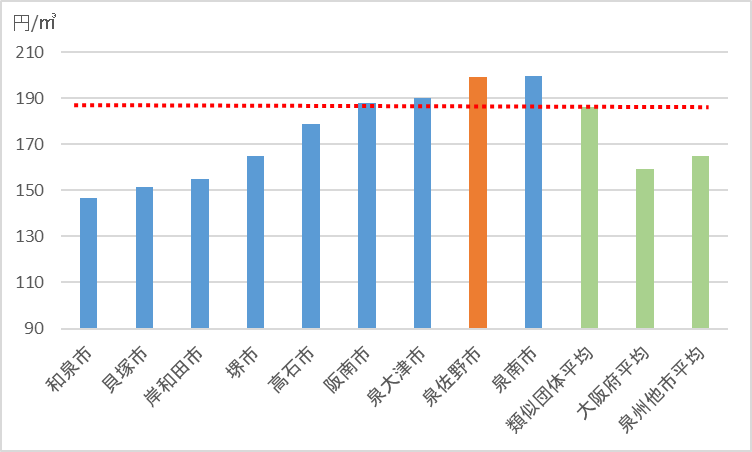 円/㎥
210
190
170
150
130
110
90
和泉市
貝塚市
岸和田市
堺市
高石市
阪南市
泉大津市
泉佐野市
泉南市
類似団体平均
大阪府平均
泉州他市平均